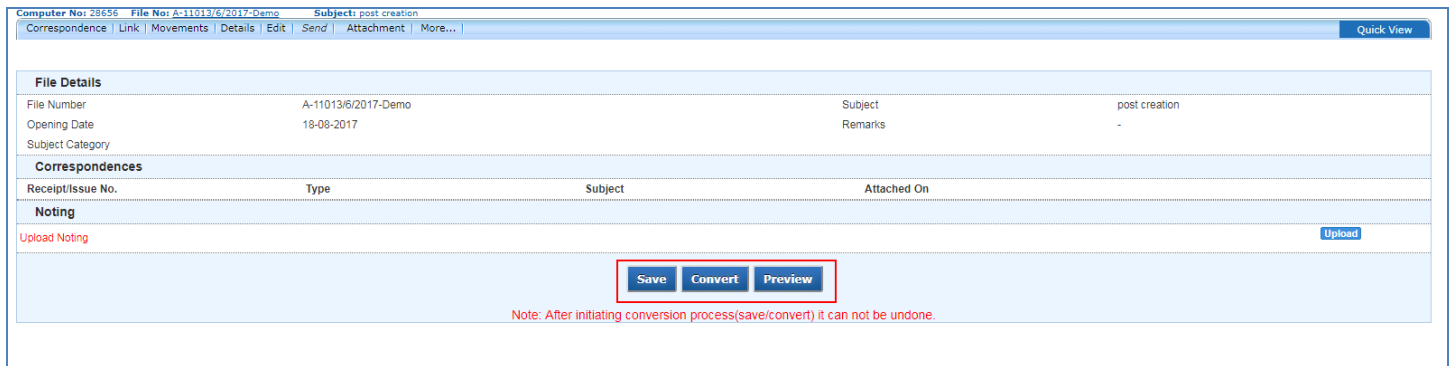 Computer No: 28656 File No: A-11013/6/2017-Demo Subject: post creation
Correspondence | Link | Movements | Details | Edit | Send | Attachment | More... |
Quick View
File Details
File Number A-11013/6/2017-Demo Subject post creation
Opening Date 18-08-2017 Remarks -
Subject Category
Correspondences
Receipt/Issue No. Type Subject Attached On
Noting
Upload Noting Upload
Save Convert Preview
Note: After initiating conversion process(save/convert) it can not be undone.